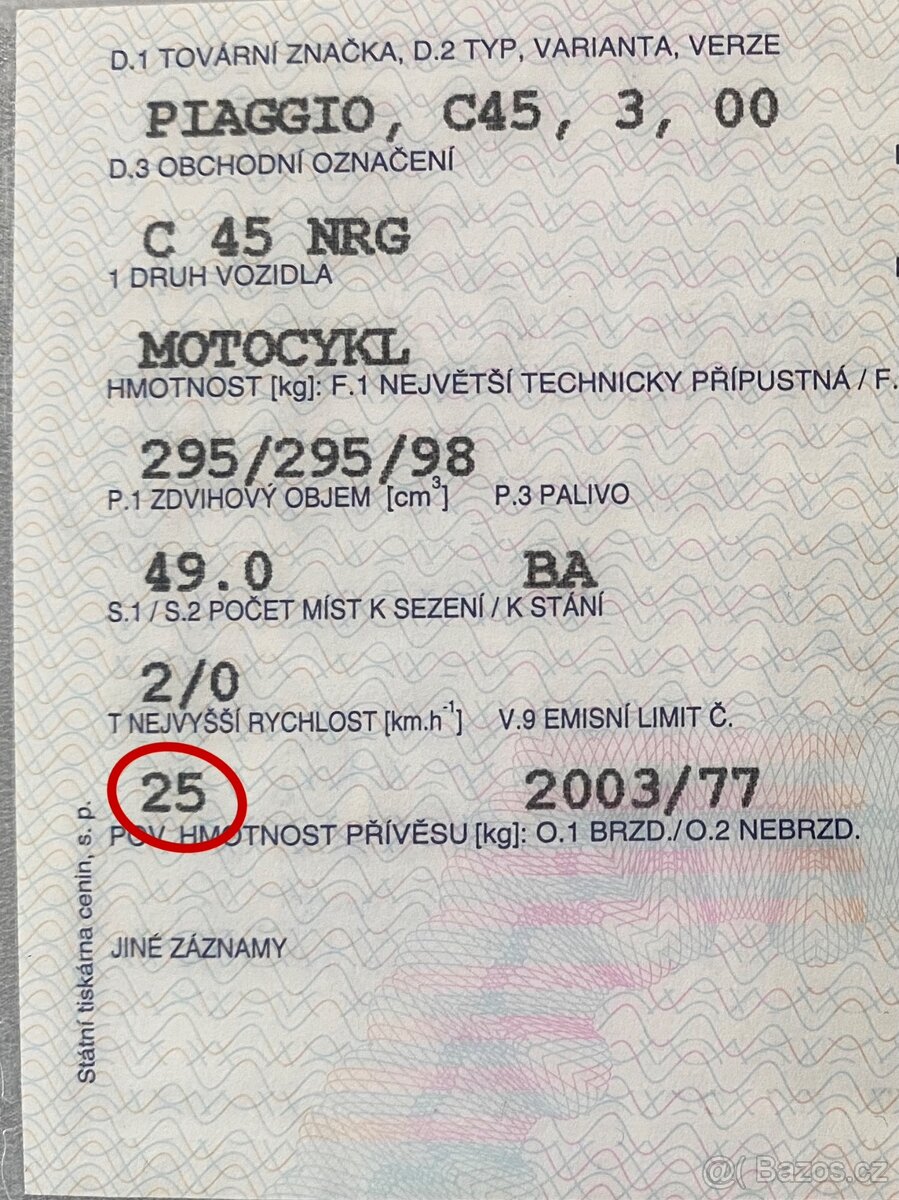 D.1 TOVÁRNÍ ZNAČKA, D.2 TYP, VARIANTA, VERZE
PIAGGIO, C45, 3, 00
D.3 OBCHODNÍ OZNAČENÍ
C 45 NRG
1 DRUH VOZIDLA
MOTOCYKL
HMOTNOST [kg]: F.1 NEJVĚTŠÍ TECHNICKY PŘÍPUSTNÁ / F.
295/295/98
P.1 ZDVIHOVÝ OBJEM [cm³] P.3 PALIVO
49.0 BA
S.1 / S.2 POČET MÍST K SEZENÍ / K STÁNÍ
2/0
T NEJVYŠŠÍ RYCHLOST [km.h⁻¹] V.9 EMISNÍ LIMIT Č.
25 2003/77
POV. HMOTNOST PŘÍVĚSU [kg]: O.1 BRZD./O.2 NEBRZD.
JINÉ ZÁZNAMY
Státní tiskárna cenin, s. p.
@( Bazos.cz